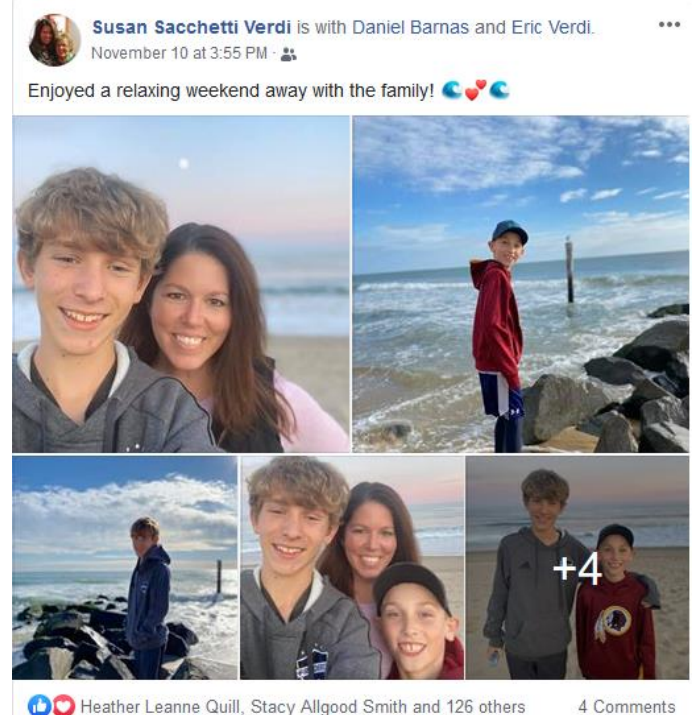 Susan Sacchetti Verdi is with Daniel Barnas and Eric Verdi.
November 10 at 3:55 PM ·
Enjoyed a relaxing weekend away with the family! 🌊💕🌊
+4
Heather Leanne Quill, Stacy Allgood Smith and 126 others 4 Comments